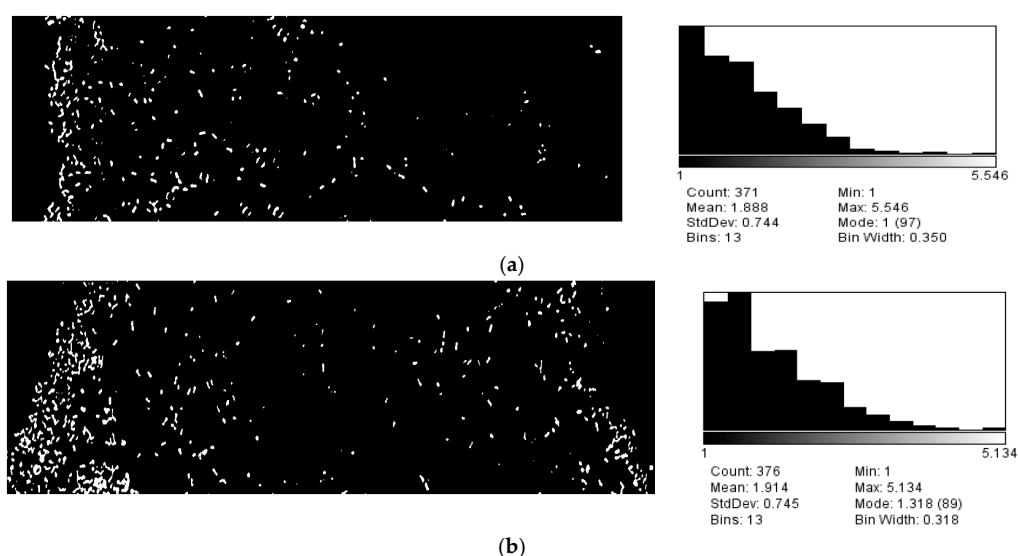 1 5.546
Count: 371 Min: 1
Mean: 1.888 Max: 5.546
StdDev: 0.744 Mode: 1 (97)
Bins: 13 Bin Width: 0.350
(a)
1 5.134
Count: 376 Min: 1
Mean: 1.914 Max: 5.134
StdDev: 0.745 Mode: 1.318 (89)
Bins: 13 Bin Width: 0.318
(b)